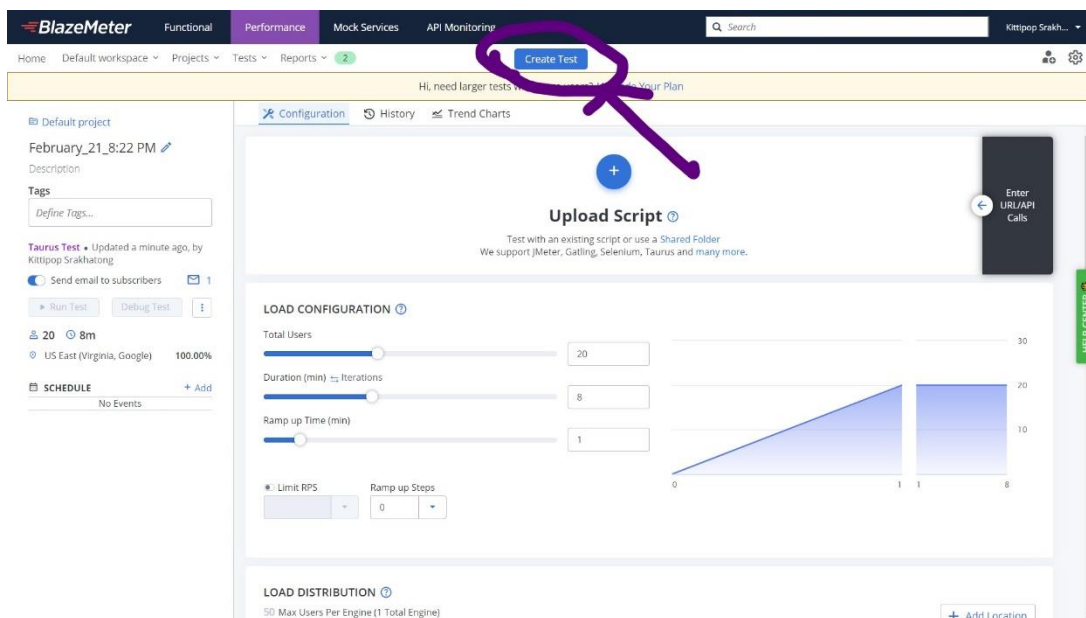 BlazeMeter Functional Performance Mock Services API Monitoring Search Kittipop Srakh...
Home Default workspace Projects Tests Reports 2 Create Test
Hi, need larger tests Your Plan
Default project
Configuration History Trend Charts
February_21_8:22 PM
Description
Tags
Define Tags...
Taurus Test • Updated a minute ago, by
Kittipop Srakhatong
Send email to subscribers 1
Run Test Debug Test
20 8m
US East (Virginia, Google) 100.00%
SCHEDULE + Add
No Events
Upload Script
Test with an existing script or use a Shared Folder
We support JMeter, Gatling, Selenium, Taurus and many more.
Enter
URL/API
Calls
HELP CENTER
LOAD CONFIGURATION
Total Users
20
Duration (min) Iterations
8
Ramp up Time (min)
1
Limit RPS Ramp up Steps
0
30
20
10
0 1 1 8
LOAD DISTRIBUTION
50 Max Users Per Engine (1 Total Engine)
+ Add Location